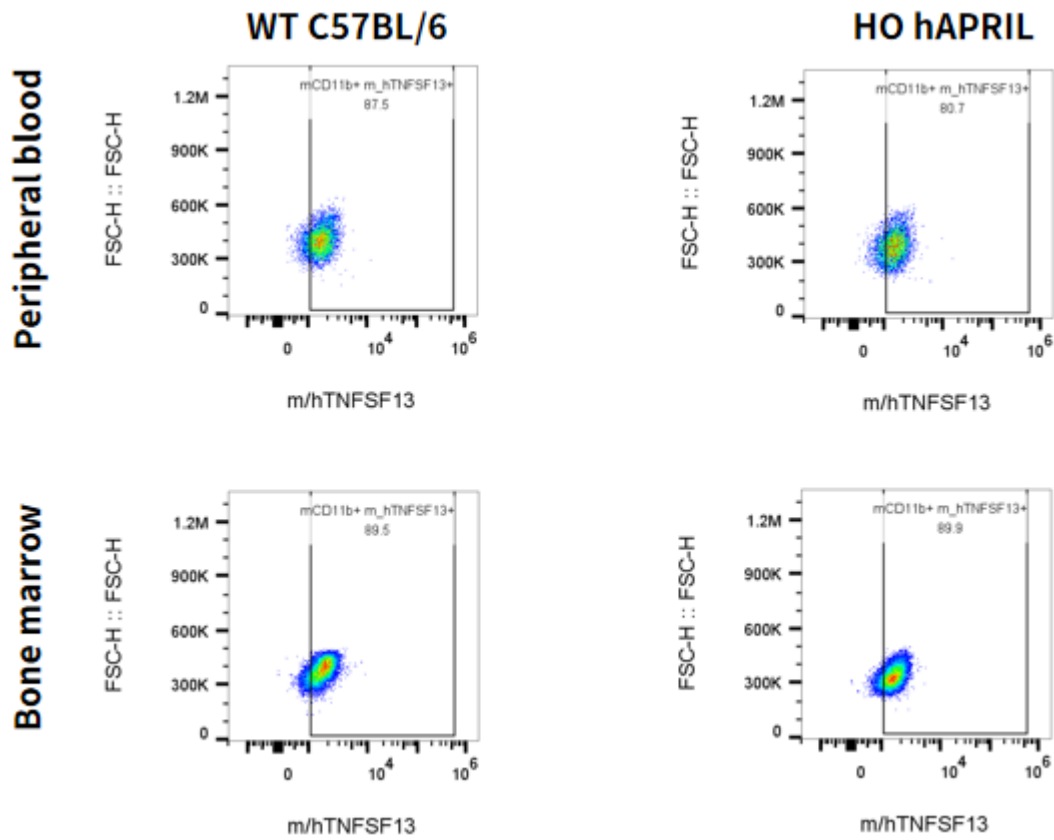 WT C57BL/6
HO hAPRIL
Peripheral blood
FSC-H :: FSC-H
1.2M
900K
600K
300K
0
mCD11b+ m_hTNFSF13+
87.5
0
10^4
10^6
m/hTNFSF13
FSC-H :: FSC-H
1.2M
900K
600K
300K
0
mCD11b+ m_hTNFSF13+
80.7
0
10^4
10^6
m/hTNFSF13
Bone marrow
FSC-H :: FSC-H
1.2M
900K
600K
300K
0
mCD11b+ m_hTNFSF13+
89.5
0
10^4
10^6
m/hTNFSF13
FSC-H :: FSC-H
1.2M
900K
600K
300K
0
mCD11b+ m_hTNFSF13+
89.9
0
10^4
10^6
m/hTNFSF13